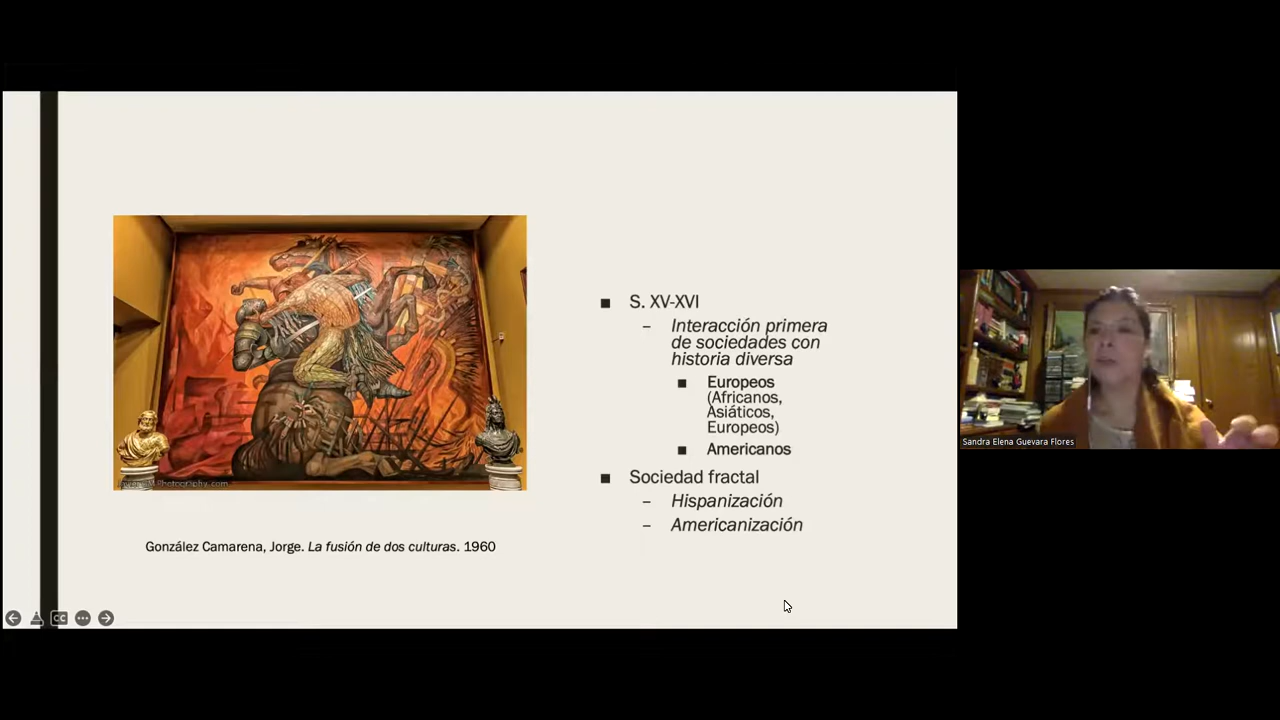 S. XV-XVI
– Interacción primera
de sociedades con
historia diversa
Europeos
(Africanos,
Asiáticos,
Europeos)
Americanos
Sociedad fractal
– Hispanización
– Americanización
González Camarena, Jorge. La fusión de dos culturas. 1960
CC
Sandra Elena Guevara Flores